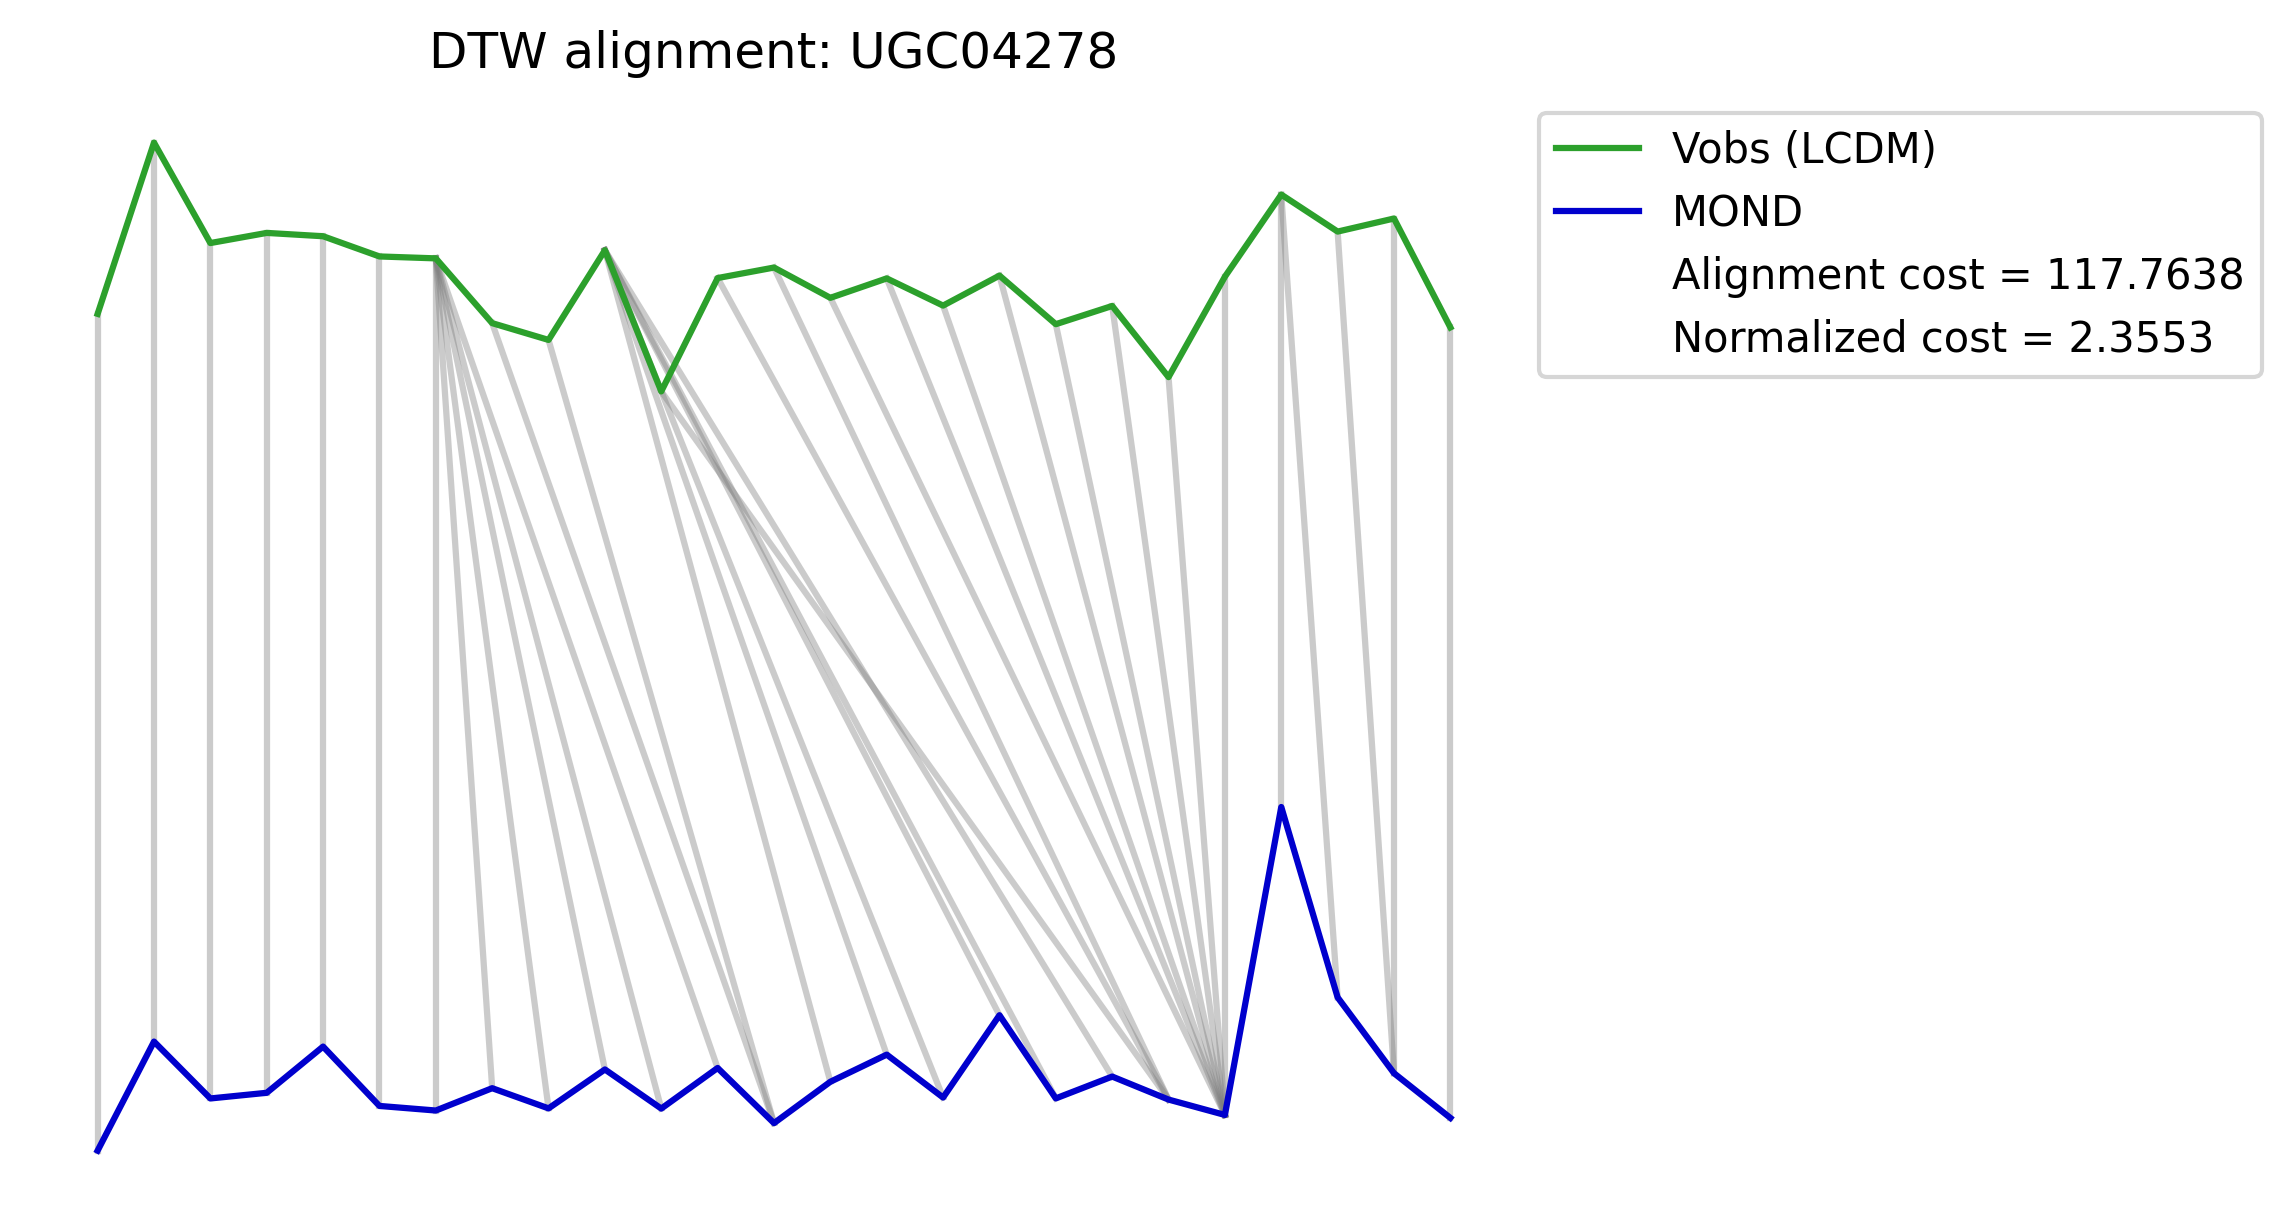 DTW alignment: UGC04278
Vobs (LCDM)
MOND
Alignment cost = 117.7638
Normalized cost = 2.3553